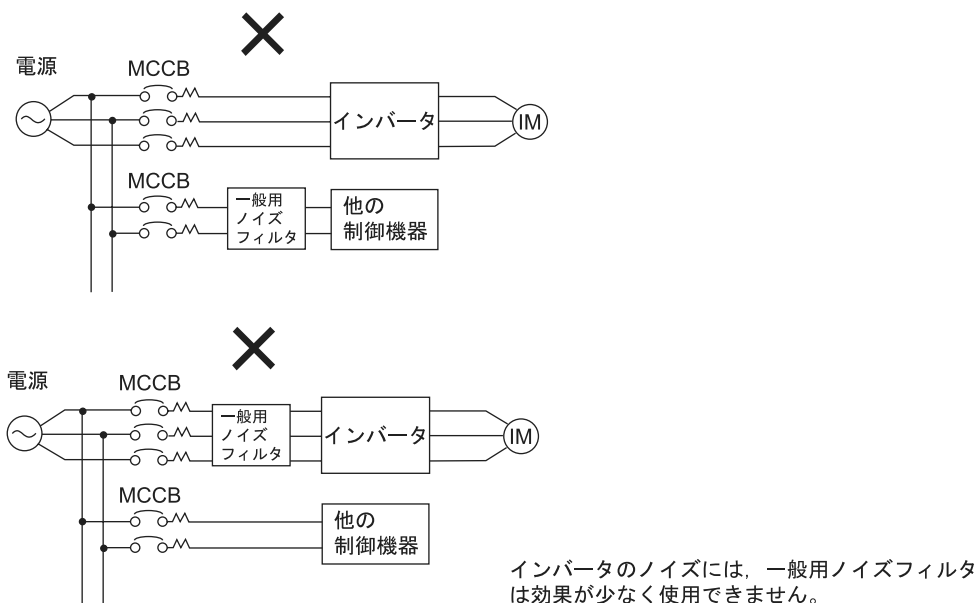 電源
MCCB
インバータ
IM
MCCB
一般用
ノイズ
フィルタ
他の
制御機器
電源
MCCB
一般用
ノイズ
フィルタ
インバータ
IM
MCCB
他の
制御機器
インバータのノイズには，一般用ノイズフィルタ
は効果が少なく使用できません。